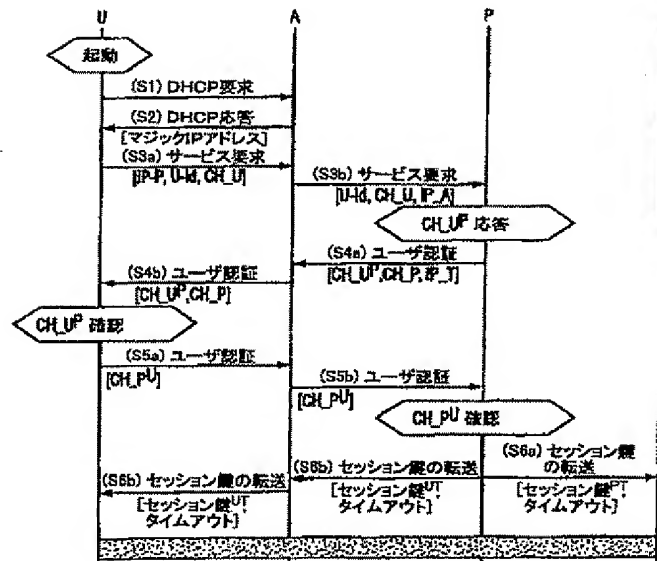 U A P
起動
(S1) DHCP要求
(S2) DHCP応答
[マジックIPアドレス]
(S3a) サービス要求
[IP-P, U-Id, CH_U]
(S3b) サービス要求
[U-Id, CH_U, IP_A]
CH_U^P 応答
(S4a) ユーザ認証
[CH_U^P,CH_P,IP_T]
(S4b) ユーザ認証
[CH_U^P,CH_P]
CH_U^P 確認
(S5a) ユーザ認証
[CH_P^U]
(S5b) ユーザ認証
[CH_P^U]
CH_P^U 確認
(S6a) セッション鍵
の転送
[セッション鍵^PT,
タイムアウト]
(S6b) セッション鍵の転送
[セッション鍵^UT,
タイムアウト]
(S6b) セッション鍵の転送
[セッション鍵^UT,
タイムアウト]